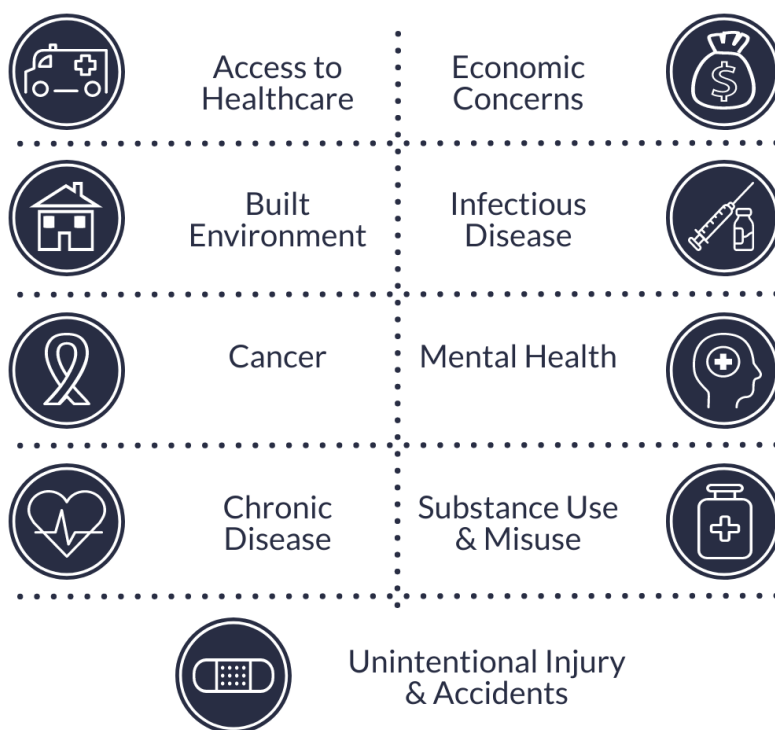 Access to
Healthcare
Economic
Concerns
$
Built
Environment
Infectious
Disease
Cancer
Mental Health
Chronic
Disease
Substance Use
& Misuse
Unintentional Injury
& Accidents